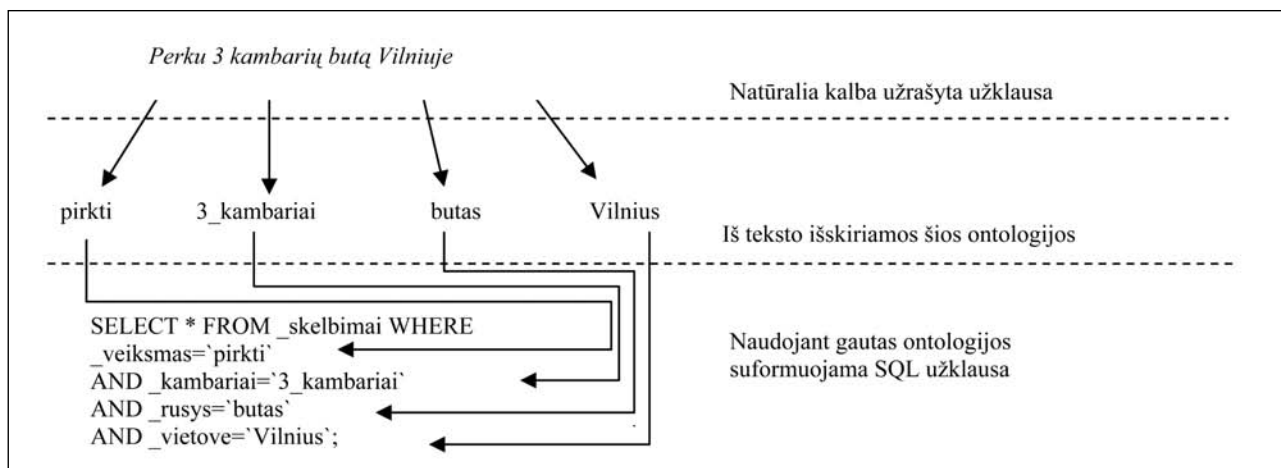 Perku 3 kambarių butą Vilniuje
Natūralia kalba užrašyta užklausa
pirkti 3_kambariai butas Vilnius
Iš teksto išskiriamos šios ontologijos
SELECT * FROM _skelbimai WHERE
_veiksmas=`pirkti`
AND _kambariai=`3_kambariai`
AND _rusys=`butas`
AND _vietove=`Vilnius`;
Naudojant gautas ontologijos
suformuojama SQL užklausa